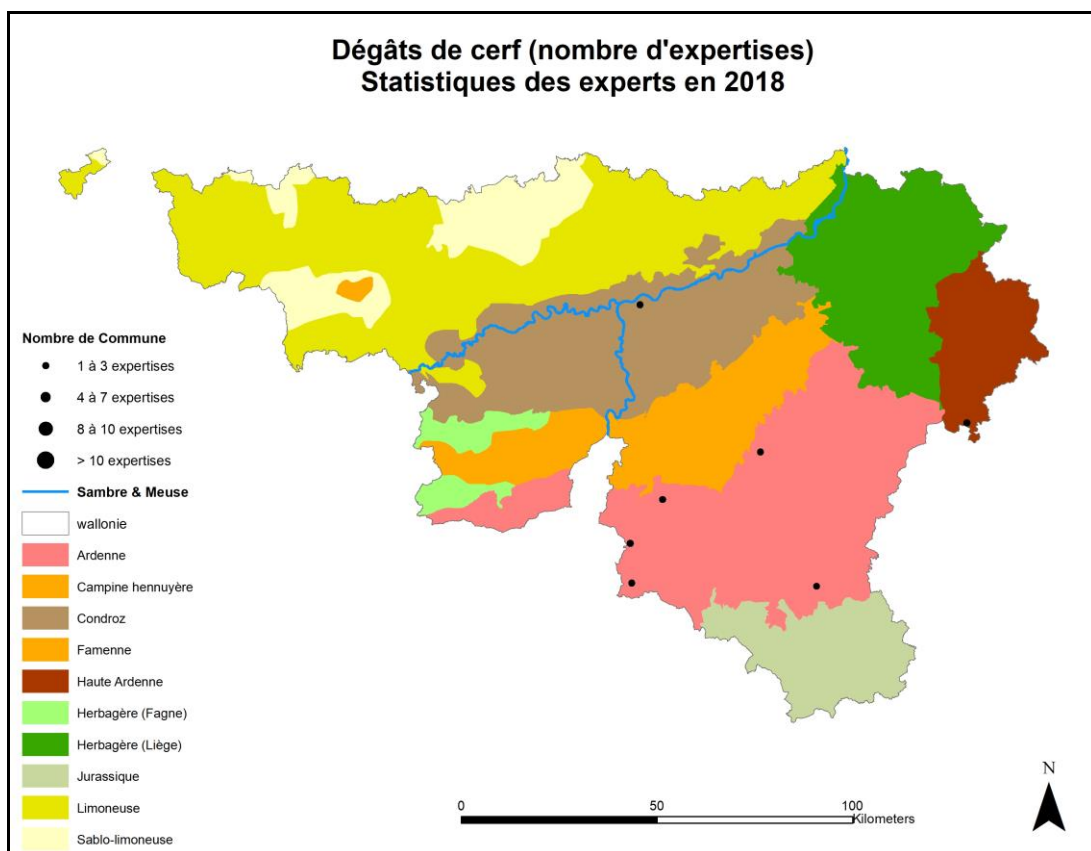 Dégâts de cerf (nombre d'expertises)
Statistiques des experts en 2018
Nombre de Commune
1 à 3 expertises
4 à 7 expertises
8 à 10 expertises
> 10 expertises
Sambre & Meuse
wallonie
Ardenne
Campine hennuyère
Condroz
Famenne
Haute Ardenne
Herbagère (Fagne)
Herbagère (Liège)
Jurassique
Limoneuse
Sablo-limoneuse
0 50 100
Kilometers
N